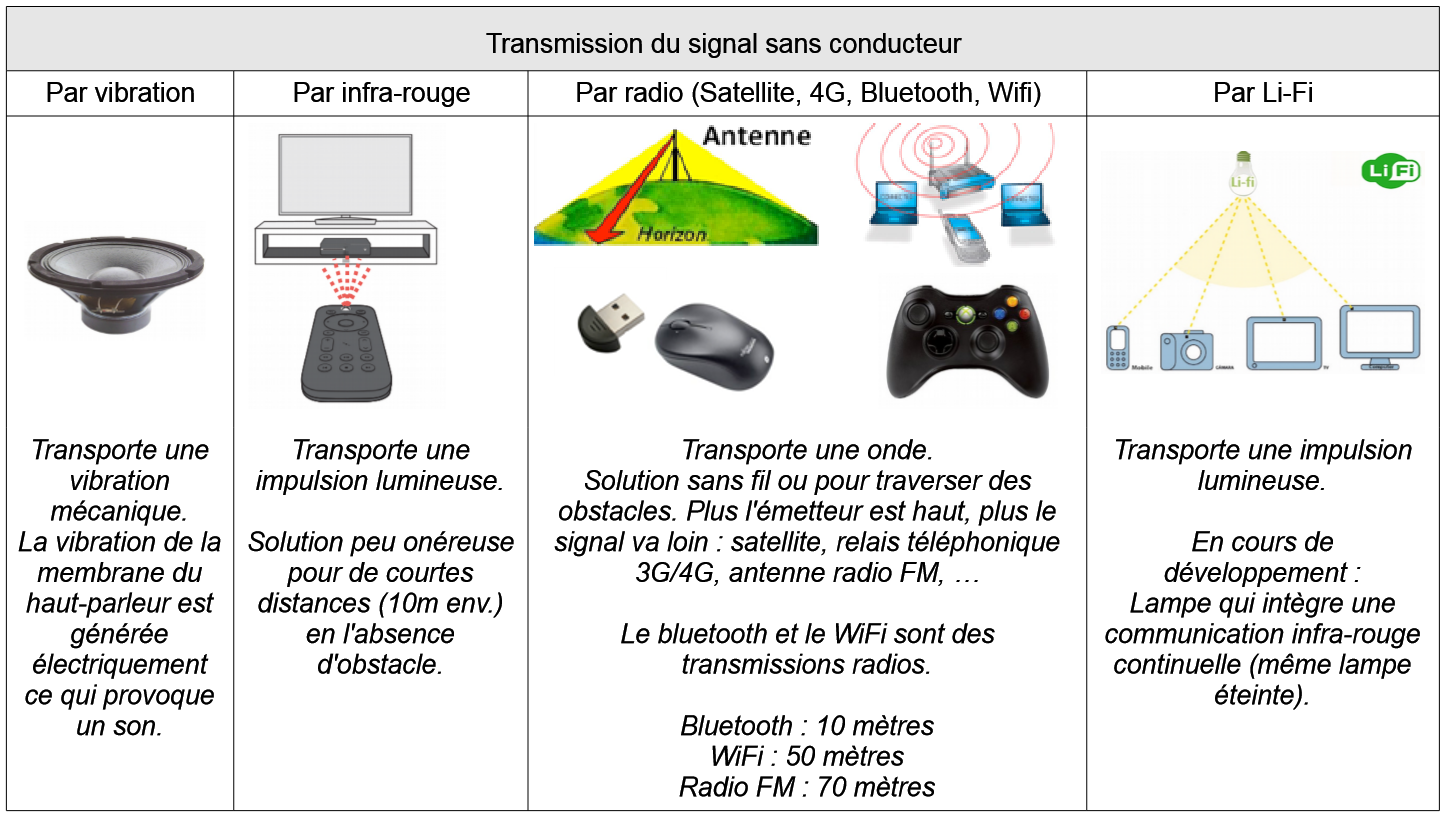 Transmission du signal sans conducteur
Par vibration
Par infra-rouge
Par radio (Satellite, 4G, Bluetooth, Wifi)
Par Li-Fi
Antenne
Horizon
Li-fi
LiFi
Mobile
TV
Computer
Transporte une
vibration
mécanique.
La vibration de la
membrane du
haut-parleur est
générée
électriquement
ce qui provoque
un son.
Transporte une
impulsion lumineuse.
Solution peu onéreuse
pour de courtes
distances (10m env.)
en l'absence
d'obstacle.
Transporte une onde.
Solution sans fil ou pour traverser des
obstacles. Plus l'émetteur est haut, plus le
signal va loin : satellite, relais téléphonique
3G/4G, antenne radio FM, …
Le bluetooth et le WiFi sont des
transmissions radios.
Bluetooth : 10 mètres
WiFi : 50 mètres
Radio FM : 70 mètres
Transporte une impulsion
lumineuse.
En cours de
développement :
Lampe qui intègre une
communication infra-rouge
continuelle (même lampe
éteinte).